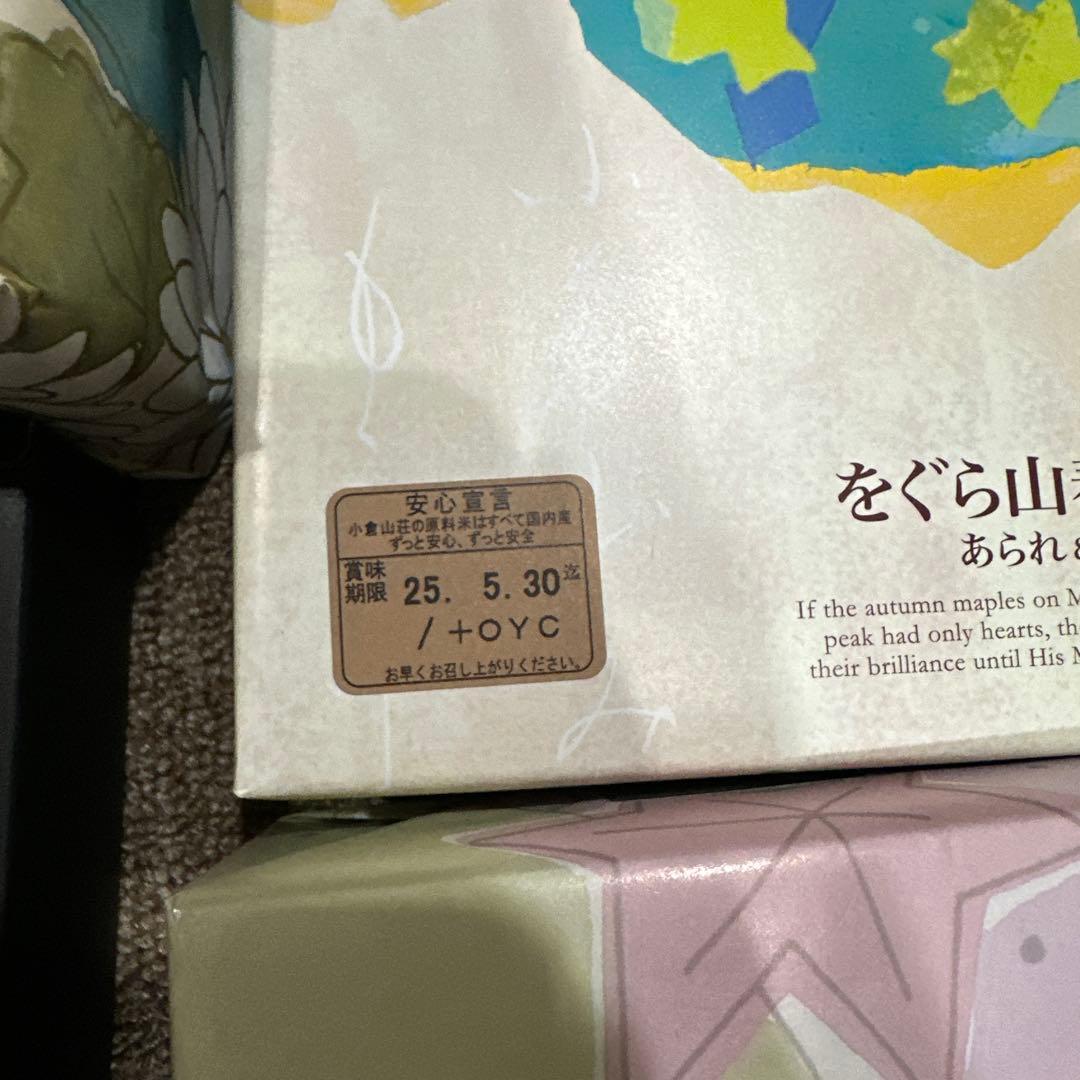 安心宣言
小倉山荘の原料米はすべて国内産
ずっと安心、ずっと安全
賞味期限 25. 5. 30 迄
/+OYC
お早くお召し上がりください。
をぐら山
あられ
If the autumn maples on
peak had only hearts,
their brilliance until His